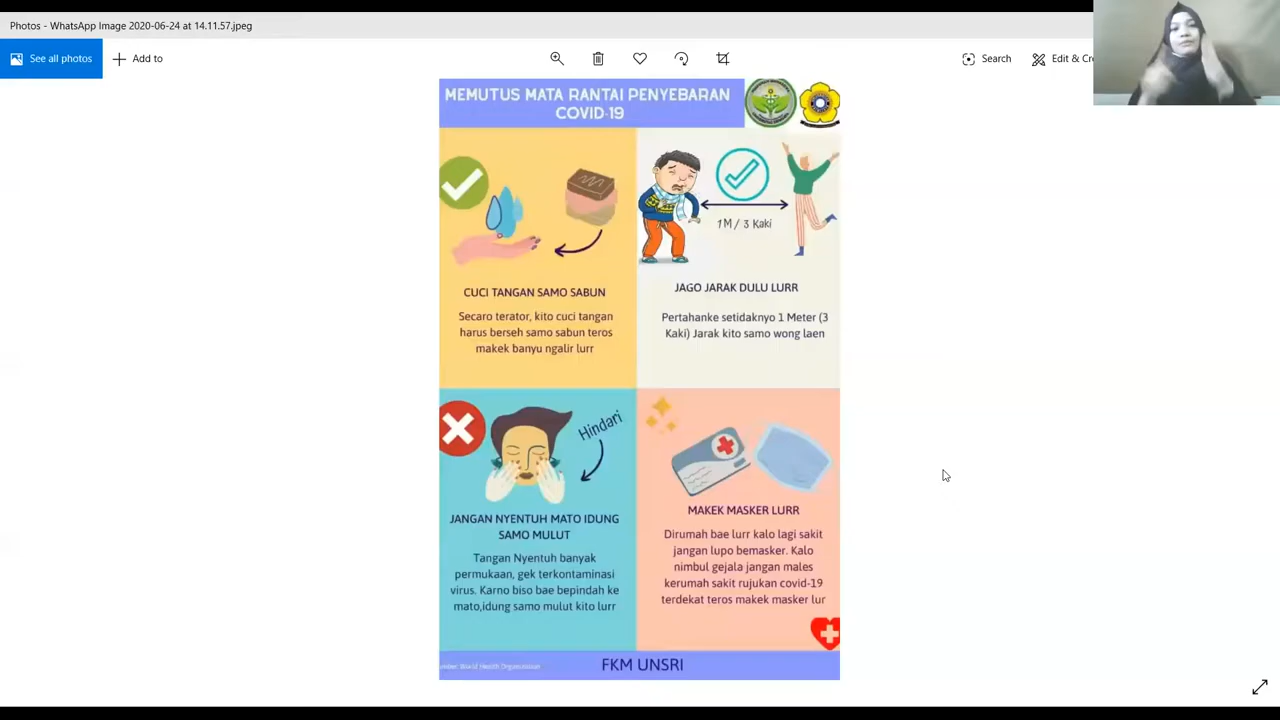 Photos - WhatsApp Image 2020-06-24 at 14.11.57.jpeg
See all photos
Add to
Search
Edit & Cr
MEMUTUS MATA RANTAI PENYEBARAN
COVID-19
1M / 3 Kaki
CUCI TANGAN SAMO SABUN
Secaro terator, kito cuci tangan
harus berseh samo sabun teros
makek banyu ngalir lurr
JAGO JARAK DULU LURR
Pertahanke setidaknyo 1 Meter (3
Kaki) Jarak kito samo wong laen
Hindari
JANGAN NYENTUH MATO IDUNG
SAMO MULUT
Tangan Nyentuh banyak
permukaan, gek terkontaminasi
virus. Karno biso bae bepindah ke
mato,idung samo mulut kito lurr
MAKEK MASKER LURR
Dirumah bae lurr kalo lagi sakit
jangan lupo bemasker. Kalo
nimbul gejala jangan males
kerumah sakit rujukan covid-19
terdekat teros makek masker lur
World Health Organization
FKM UNSRI